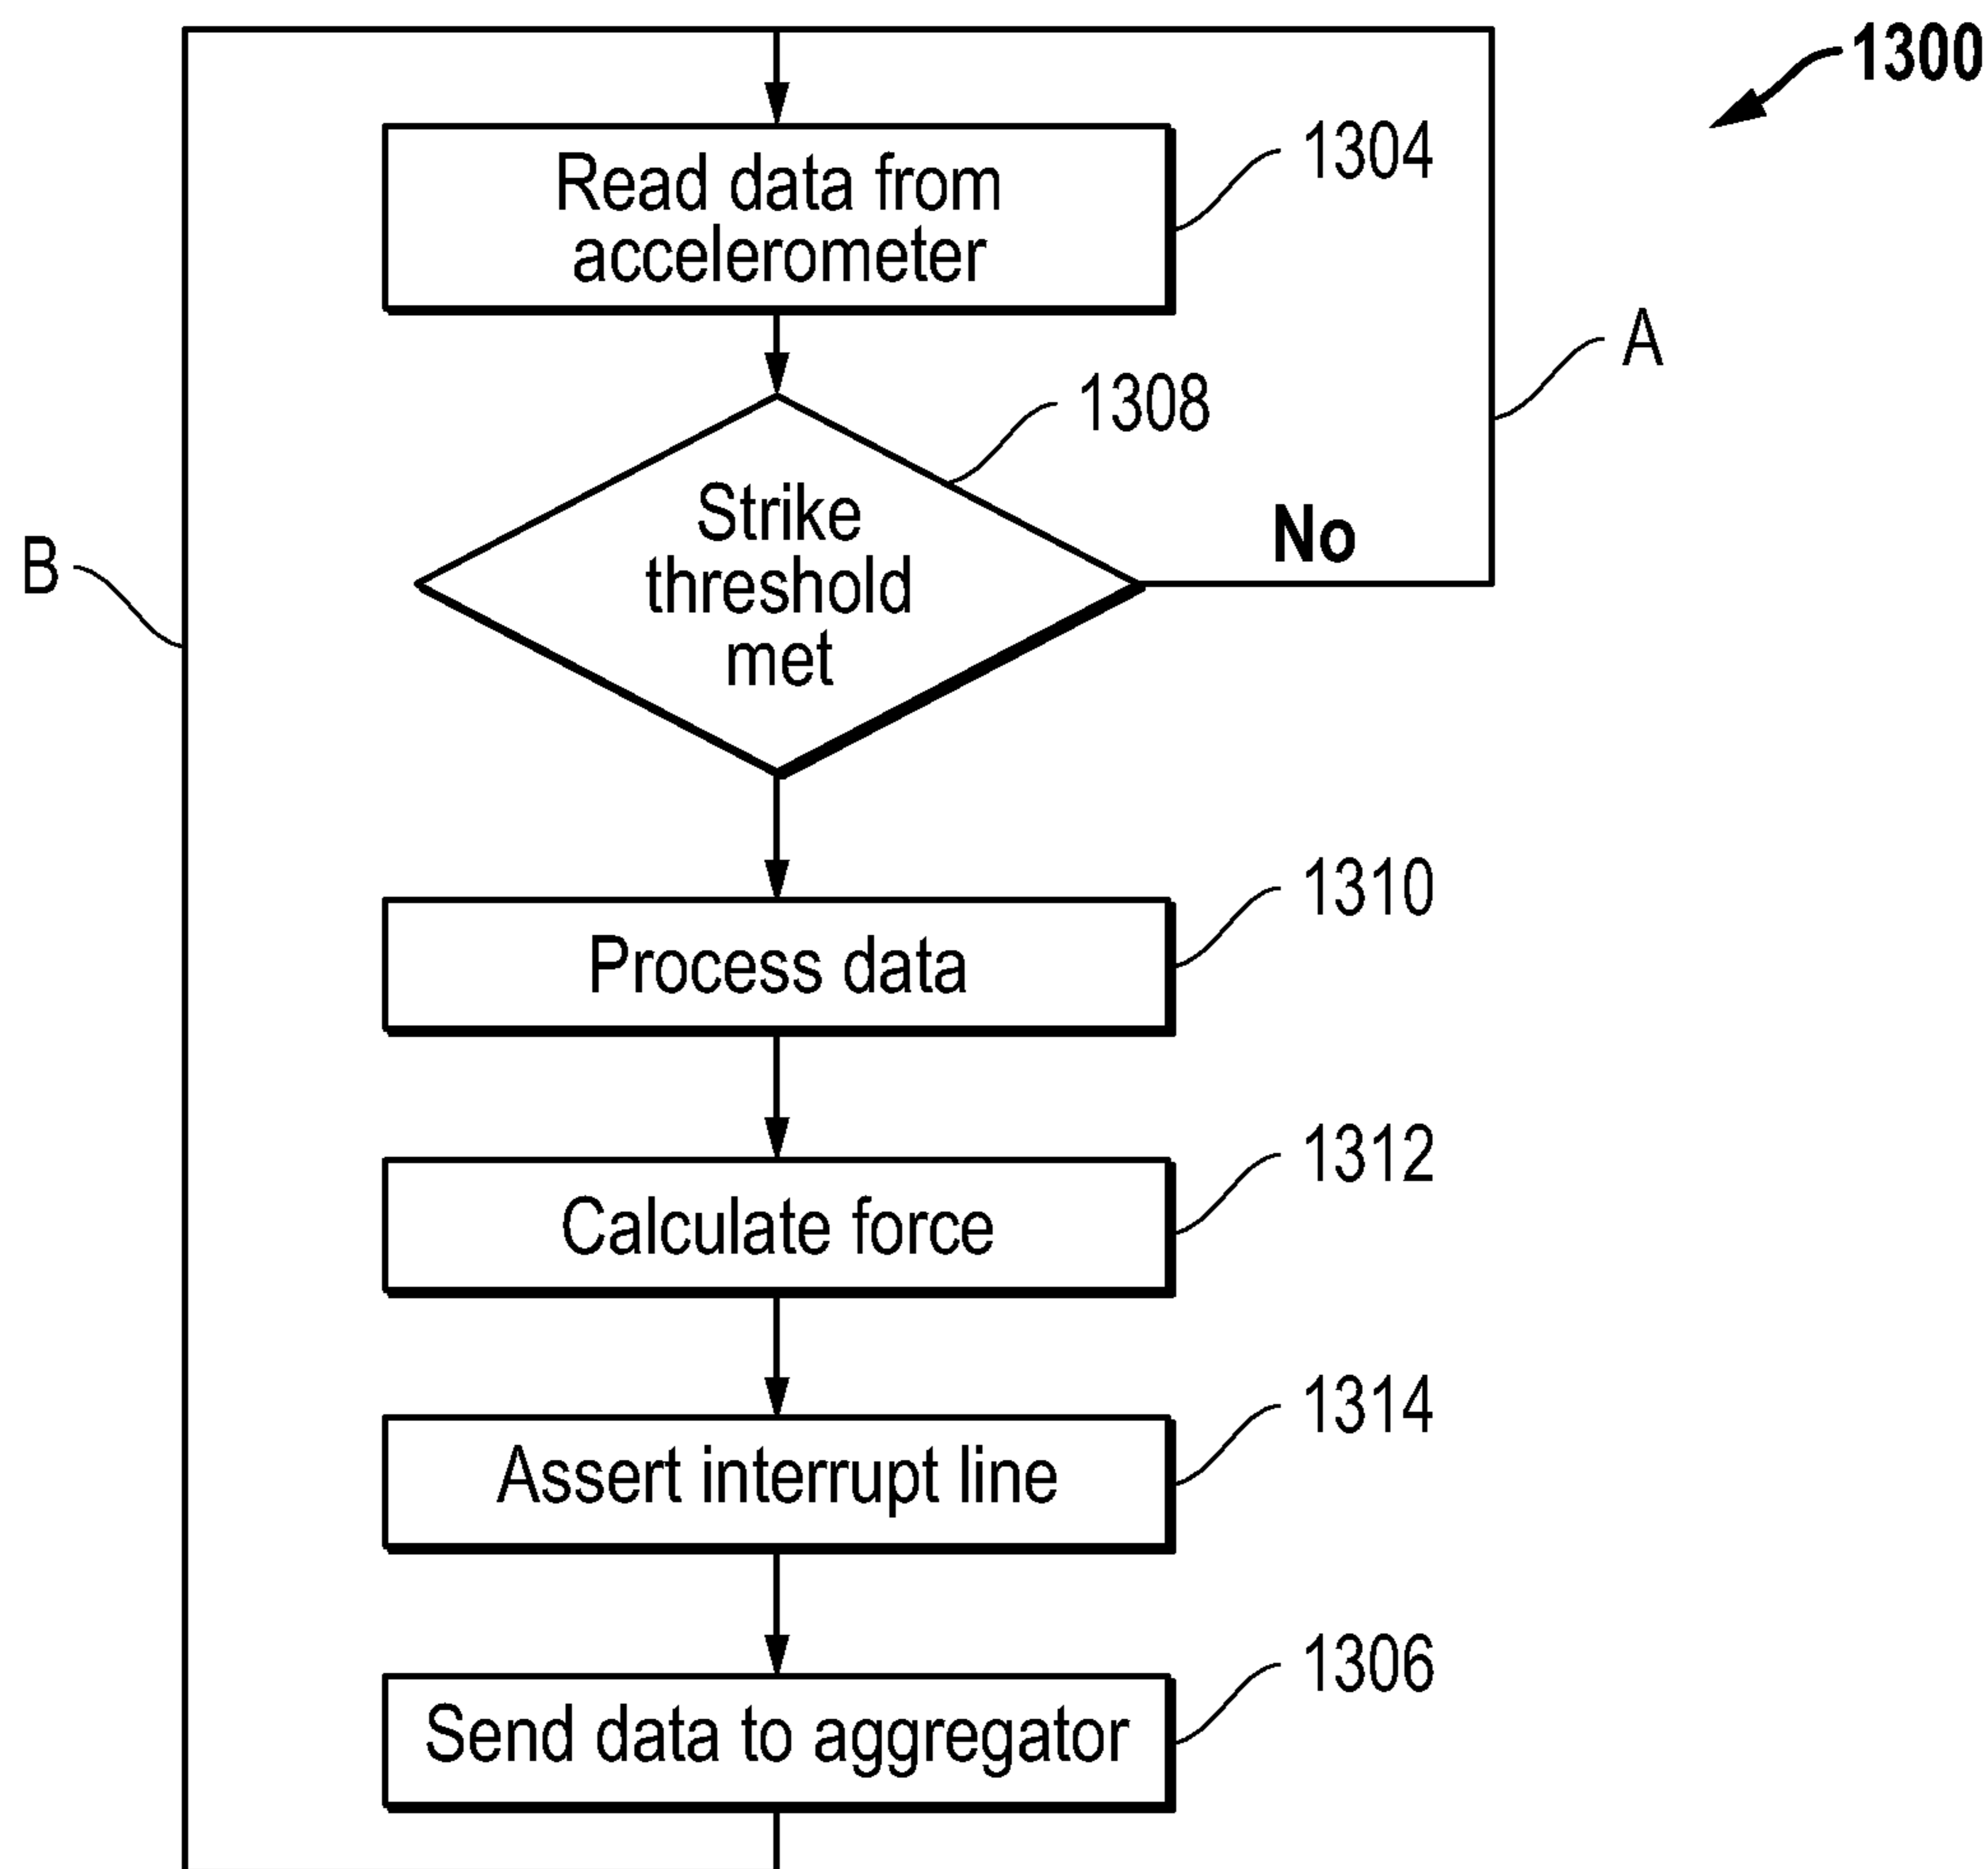 1300
Read data from
accelerometer
1304
A
1308
Strike
threshold
met
No
B
Process data
1310
Calculate force
1312
Assert interrupt line
1314
Send data to aggregator
1306